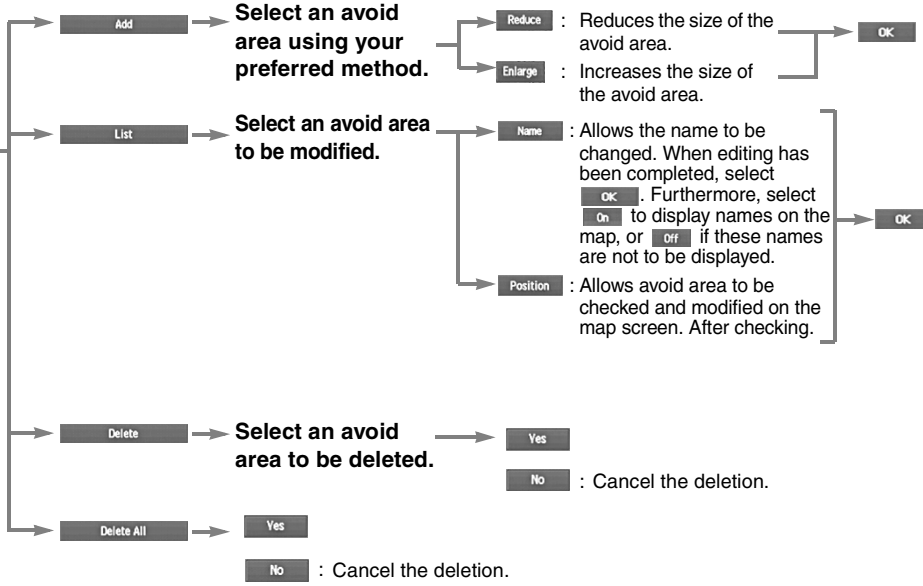 Add
Select an avoid
area using your
preferred method.
Reduce : Reduces the size of the
avoid area.
Enlarge : Increases the size of
the avoid area.
OK
List
Select an avoid area
to be modified.
Name : Allows the name to be
changed. When editing has
been completed, select
OK . Furthermore, select
On to display names on the
map, or Off if these names
are not to be displayed.
Position : Allows avoid area to be
checked and modified on the
map screen. After checking.
OK
Delete
Select an avoid
area to be deleted.
Yes
No : Cancel the deletion.
Delete All
Yes
No : Cancel the deletion.